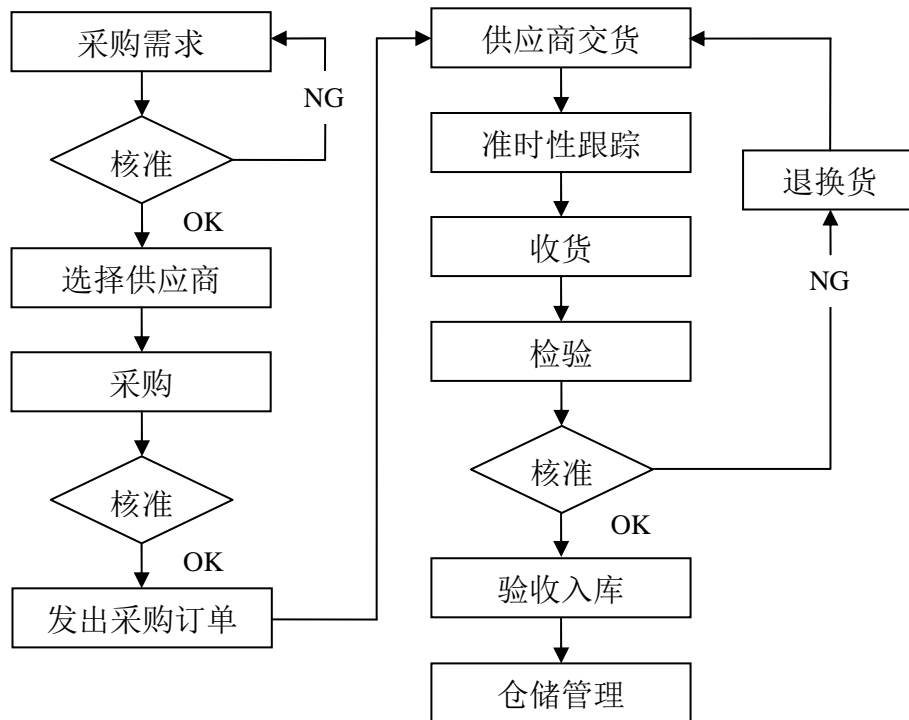 采购需求
NG
核准
OK
选择供应商
采购
核准
OK
发出采购订单
供应商交货
准时性跟踪
退换货
收货
NG
检验
核准
OK
验收入库
仓储管理